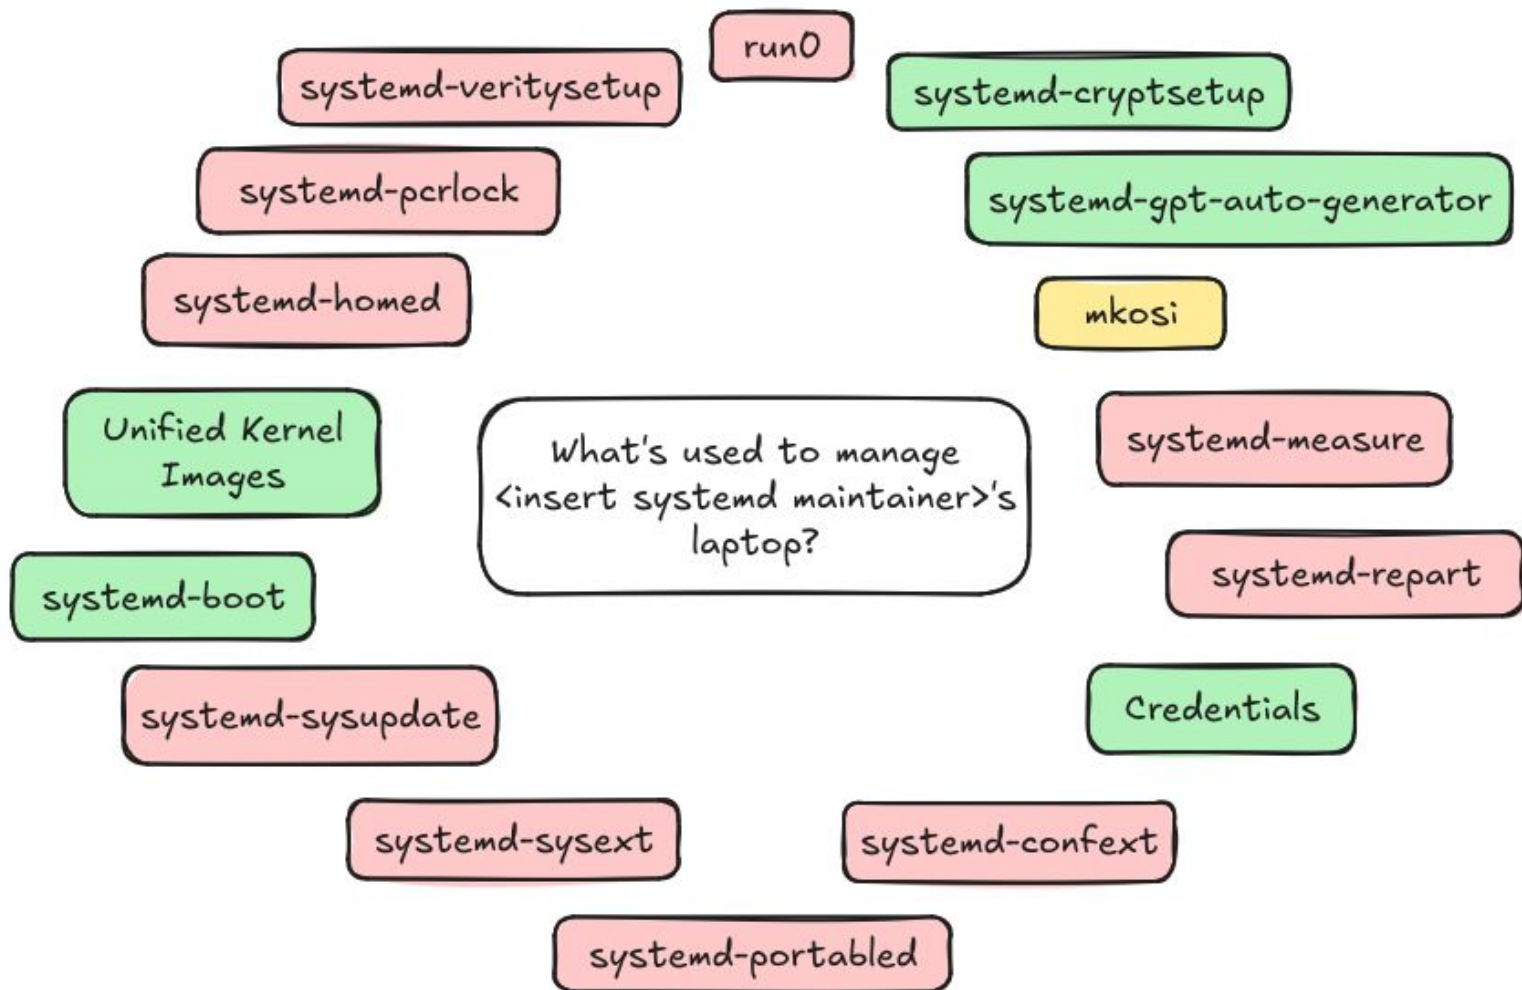 run0
systemd-veritysetup
systemd-cryptsetup
systemd-pcrlock
systemd-gpt-auto-generator
systemd-homed
mkosi
Unified Kernel
Images
What's used to manage
<insert systemd maintainer>'s
laptop?
systemd-measure
systemd-boot
systemd-repart
systemd-sysupdate
Credentials
systemd-sysext
systemd-confext
systemd-portabled